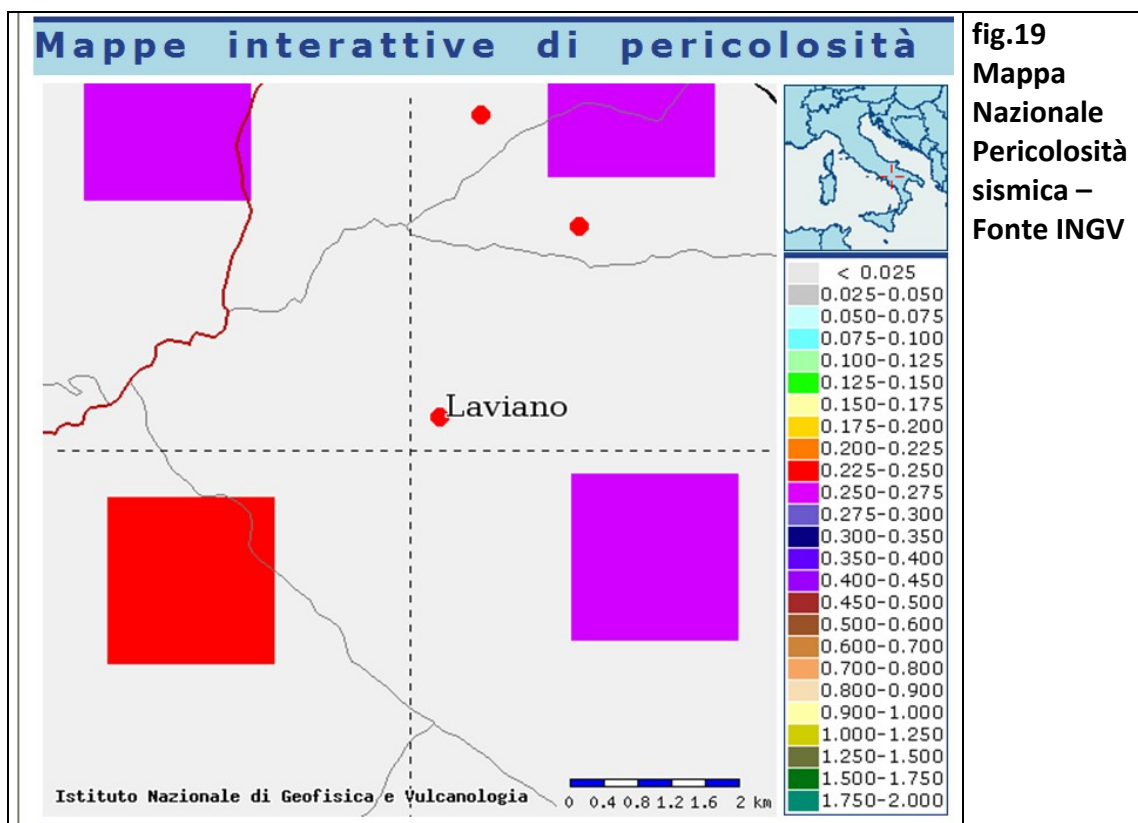 Mappe interattive di pericolosità
fig.19
Mappa
Nazionale
Pericolosità
sismica –
Fonte INGV
Laviano
< 0.025
0.025-0.050
0.050-0.075
0.075-0.100
0.100-0.125
0.125-0.150
0.150-0.175
0.175-0.200
0.200-0.225
0.225-0.250
0.250-0.275
0.275-0.300
0.300-0.350
0.350-0.400
0.400-0.450
0.450-0.500
0.500-0.600
0.600-0.700
0.700-0.800
0.800-0.900
0.900-1.000
1.000-1.250
1.250-1.500
1.500-1.750
1.750-2.000
Istituto Nazionale di Geofisica e Vulcanologia
0 0.4 0.8 1.2 1.6 2 km